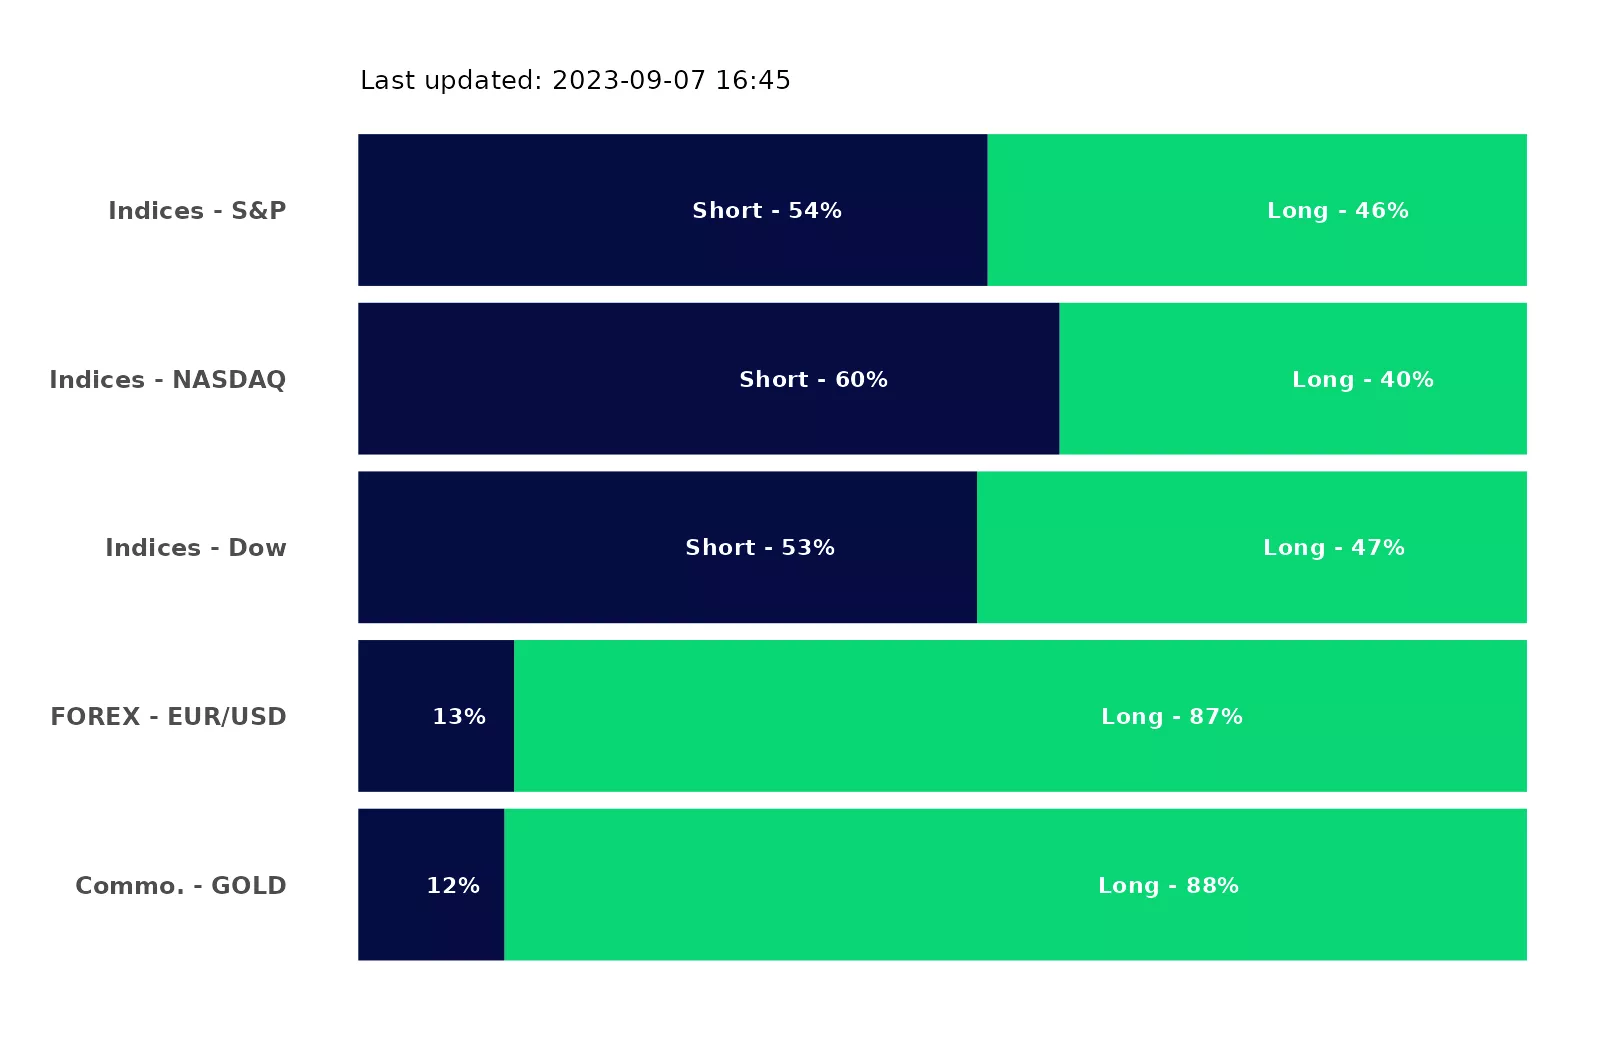 Last updated: 2023-09-07 16:45
Indices - S&P
Short - 54%
Long - 46%
Indices - NASDAQ
Short - 60%
Long - 40%
Indices - Dow
Short - 53%
Long - 47%
FOREX - EUR/USD
13%
Long - 87%
Commo. - GOLD
12%
Long - 88%